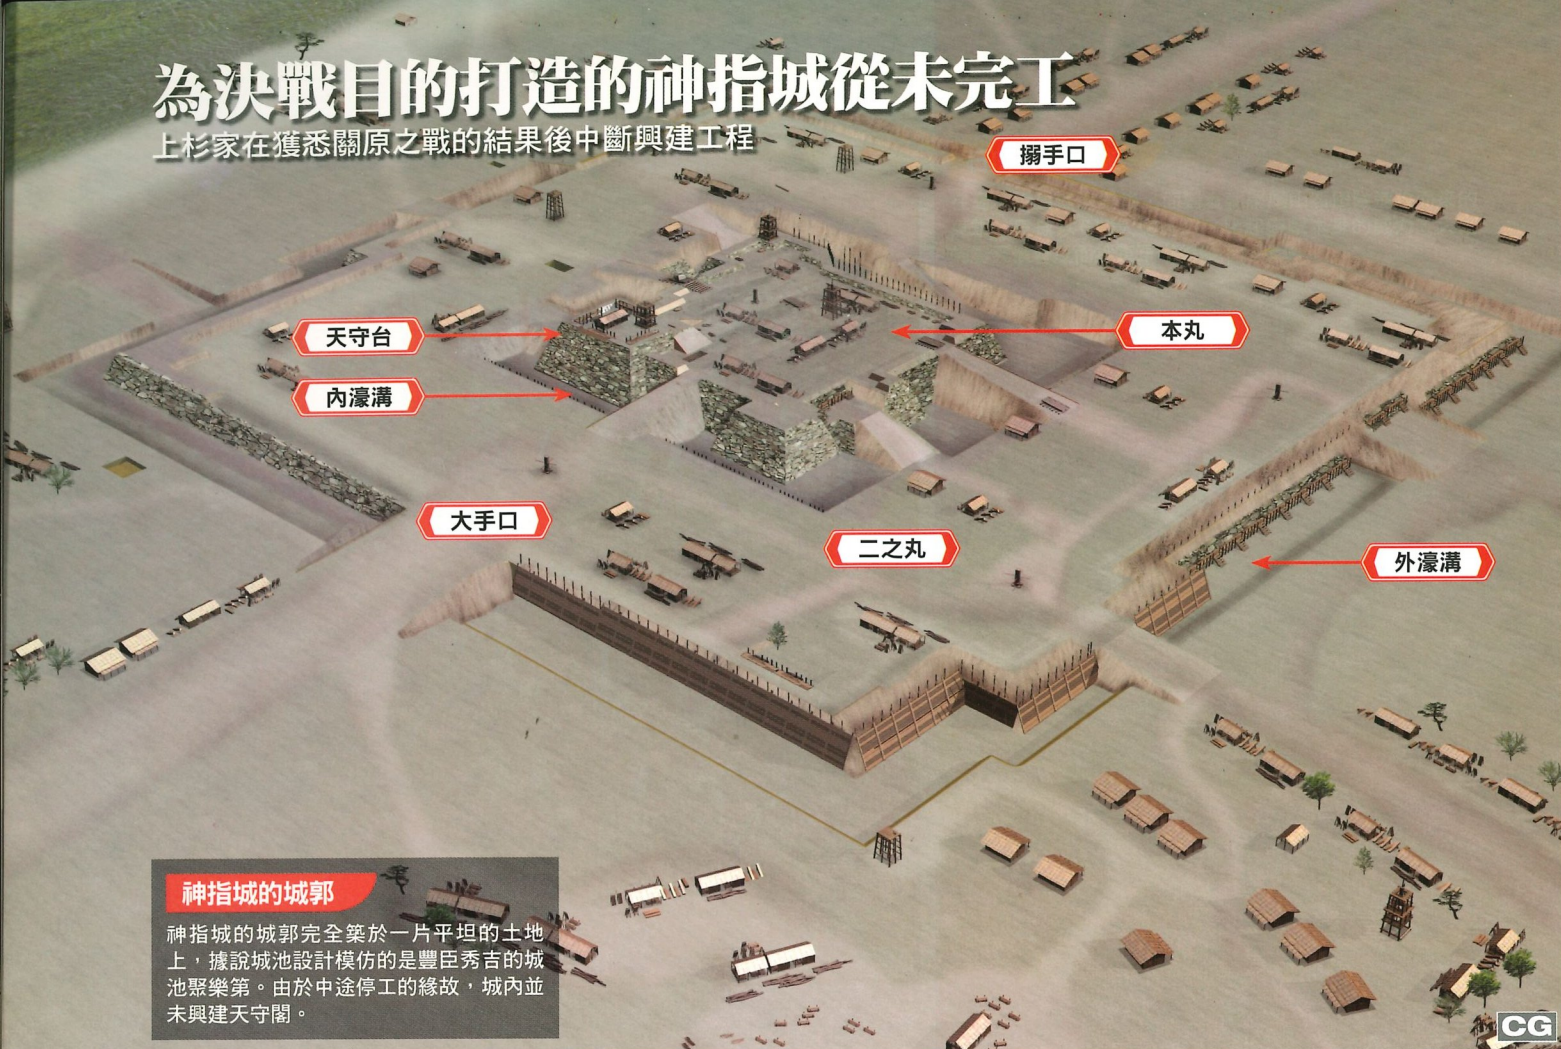 為決戰目的打造的神指城從未完工
上杉家在獲悉關原之戰的結果後中斷興建工程
搦手口
天守台
本丸
內濠溝
大手口
二之丸
外濠溝
神指城的城郭
神指城的城郭完全築於一片平坦的土地
上，據說城池設計模仿的是豐臣秀吉的城
池聚樂第。由於中途停工的緣故，城內並
未興建天守閣。
CG